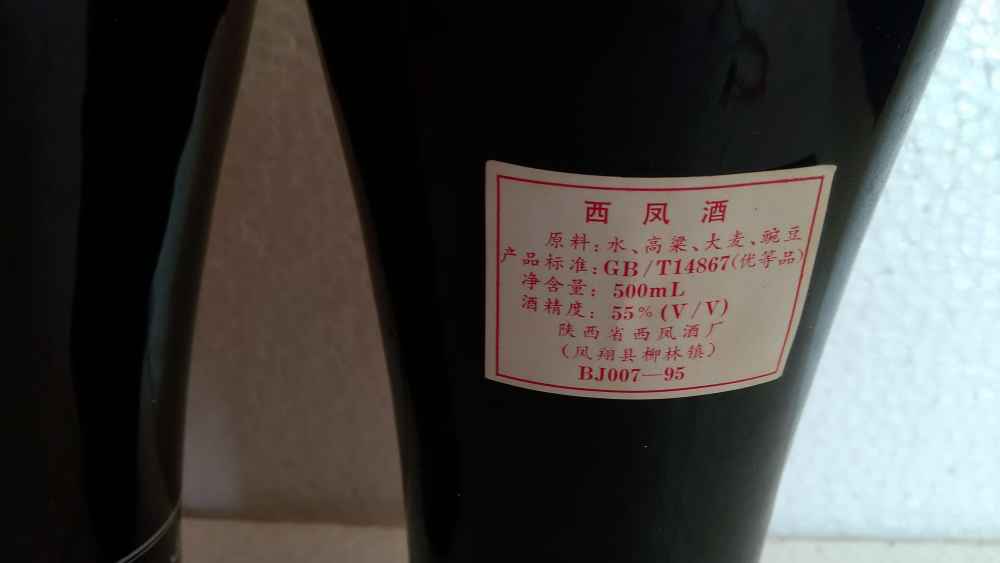 西凤酒
原料：水、高粱、大麦、豌豆
产品标准：GB/T14867(优等品)
净含量：500mL
酒精度：55%(V/V)
陕西省西凤酒厂
(凤翔县柳林镇)
BJ007—95